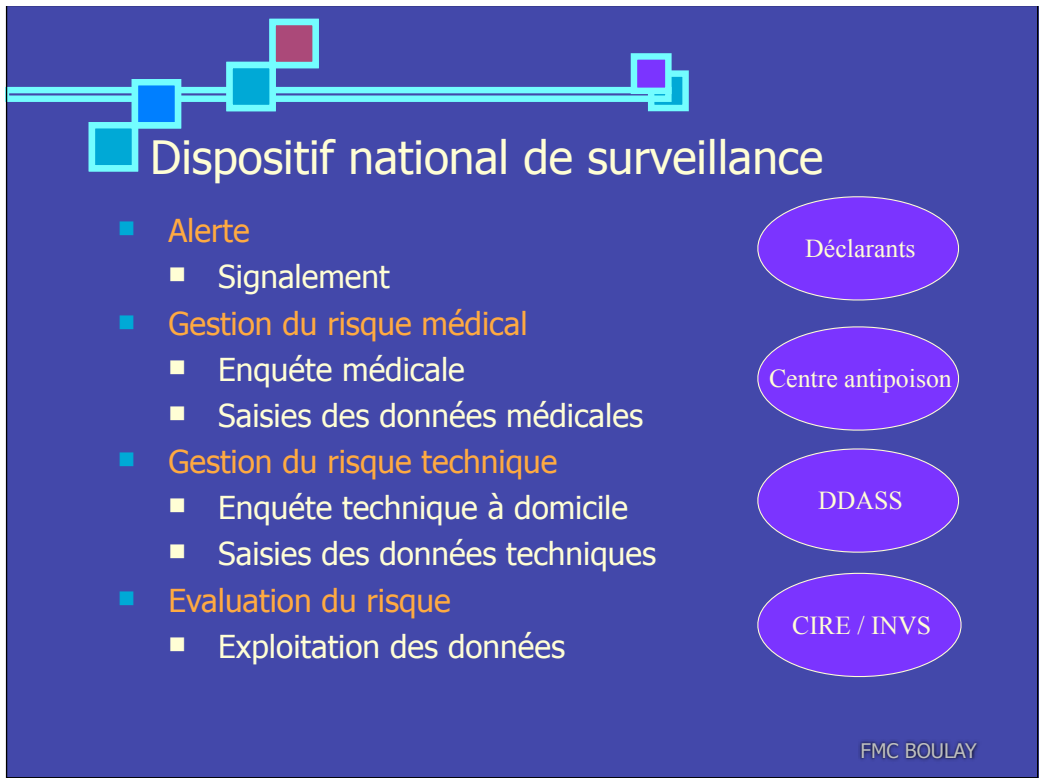 Dispositif national de surveillance
Alerte
Signalement
Déclarants
Gestion du risque médical
Enquéte médicale
Saisies des données médicales
Centre antipoison
Gestion du risque technique
Enquéte technique à domicile
Saisies des données techniques
DDASS
Evaluation du risque
Exploitation des données
CIRE / INVS
FMC BOULAY